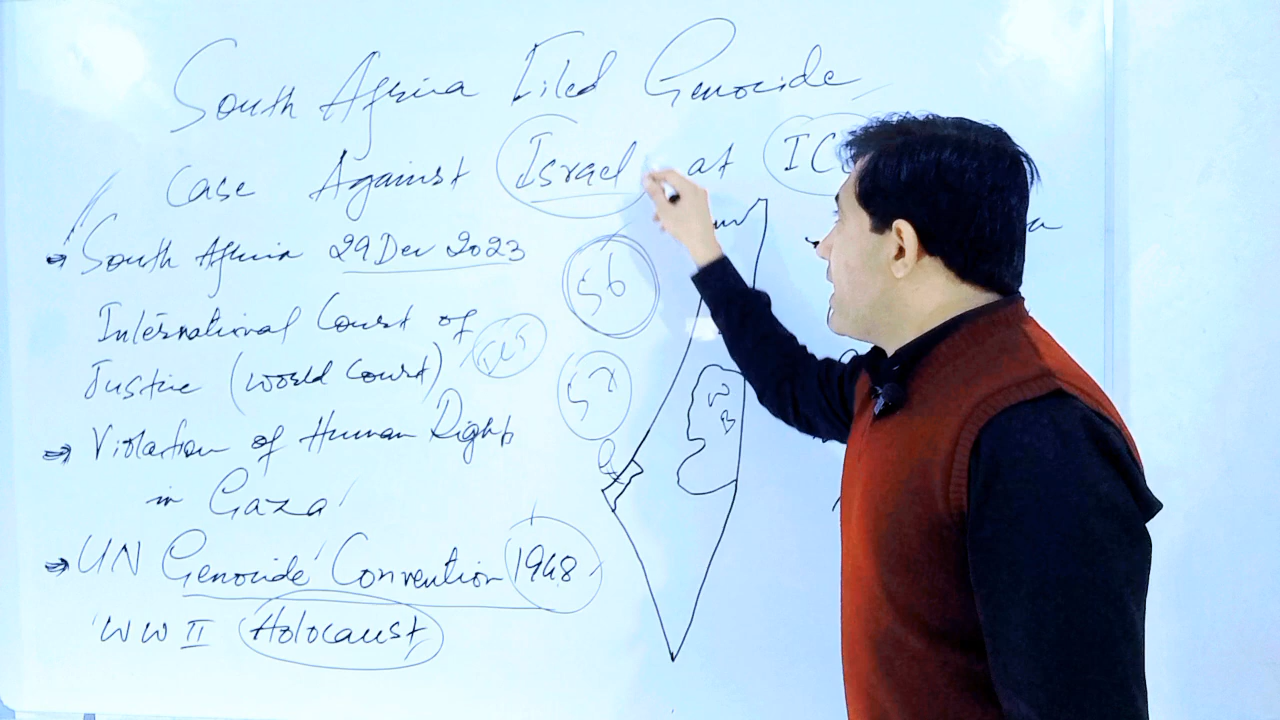 South Africa Filed Genocide
Case Against Israel at IC
⇒ South Africa 29 Dec 2023
International Court of
Justice (World Court)
56
57
⇒ Violation of Human Rights
in Gaza
WB
⇒ UN Genocide Convention 1948
WW II Holocaust